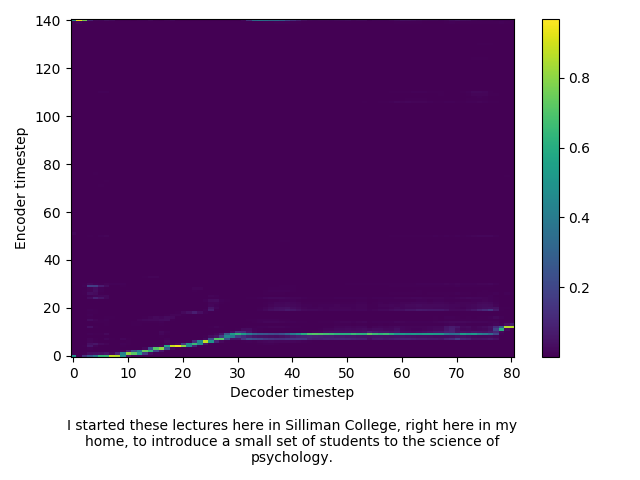 140
120
100
80
60
40
20
0
Encoder timestep
0 10 20 30 40 50 60 70 80
Decoder timestep
0.8
0.6
0.4
0.2
I started these lectures here in Silliman College, right here in my
home, to introduce a small set of students to the science of
psychology.